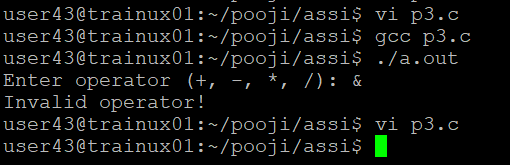 user43@trainux01:~/pooji/assi$ vi p3.c
user43@trainux01:~/pooji/assi$ gcc p3.c
user43@trainux01:~/pooji/assi$ ./a.out
Enter operator (+, -, *, /): &
Invalid operator!
user43@trainux01:~/pooji/assi$ vi p3.c
user43@trainux01:~/pooji/assi$